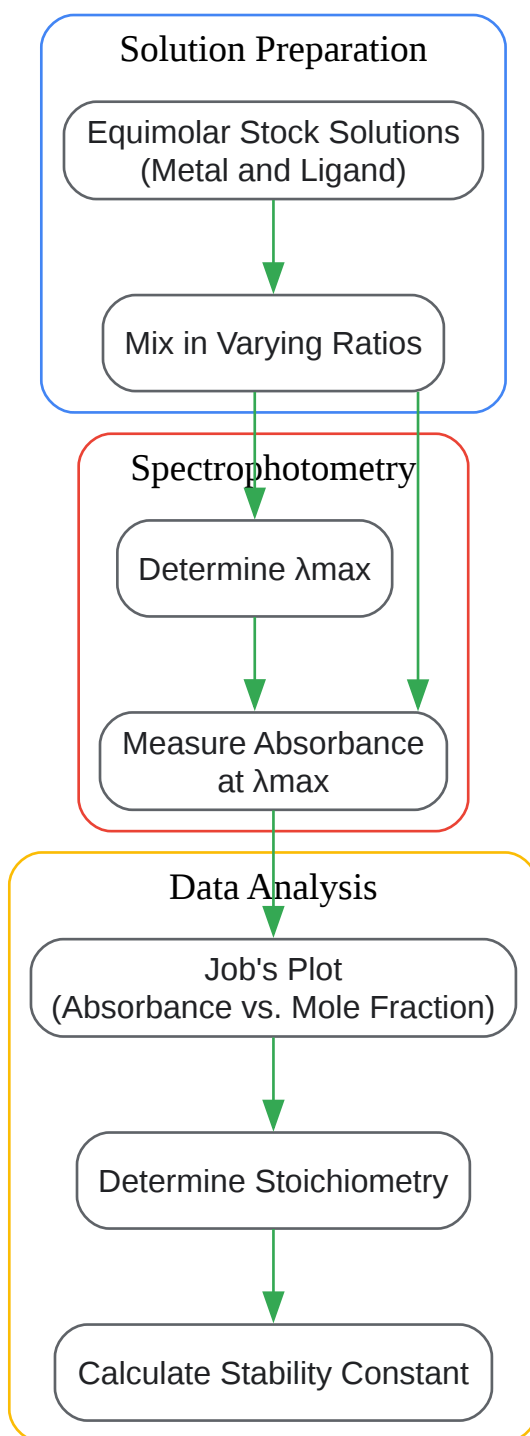 Solution Preparation
Equimolar Stock Solutions
(Metal and Ligand)
Mix in Varying Ratios
Spectrophotometry
Determine λmax
Measure Absorbance
at λmax
Data Analysis
Job's Plot
(Absorbance vs. Mole Fraction)
Determine Stoichiometry
Calculate Stability Constant